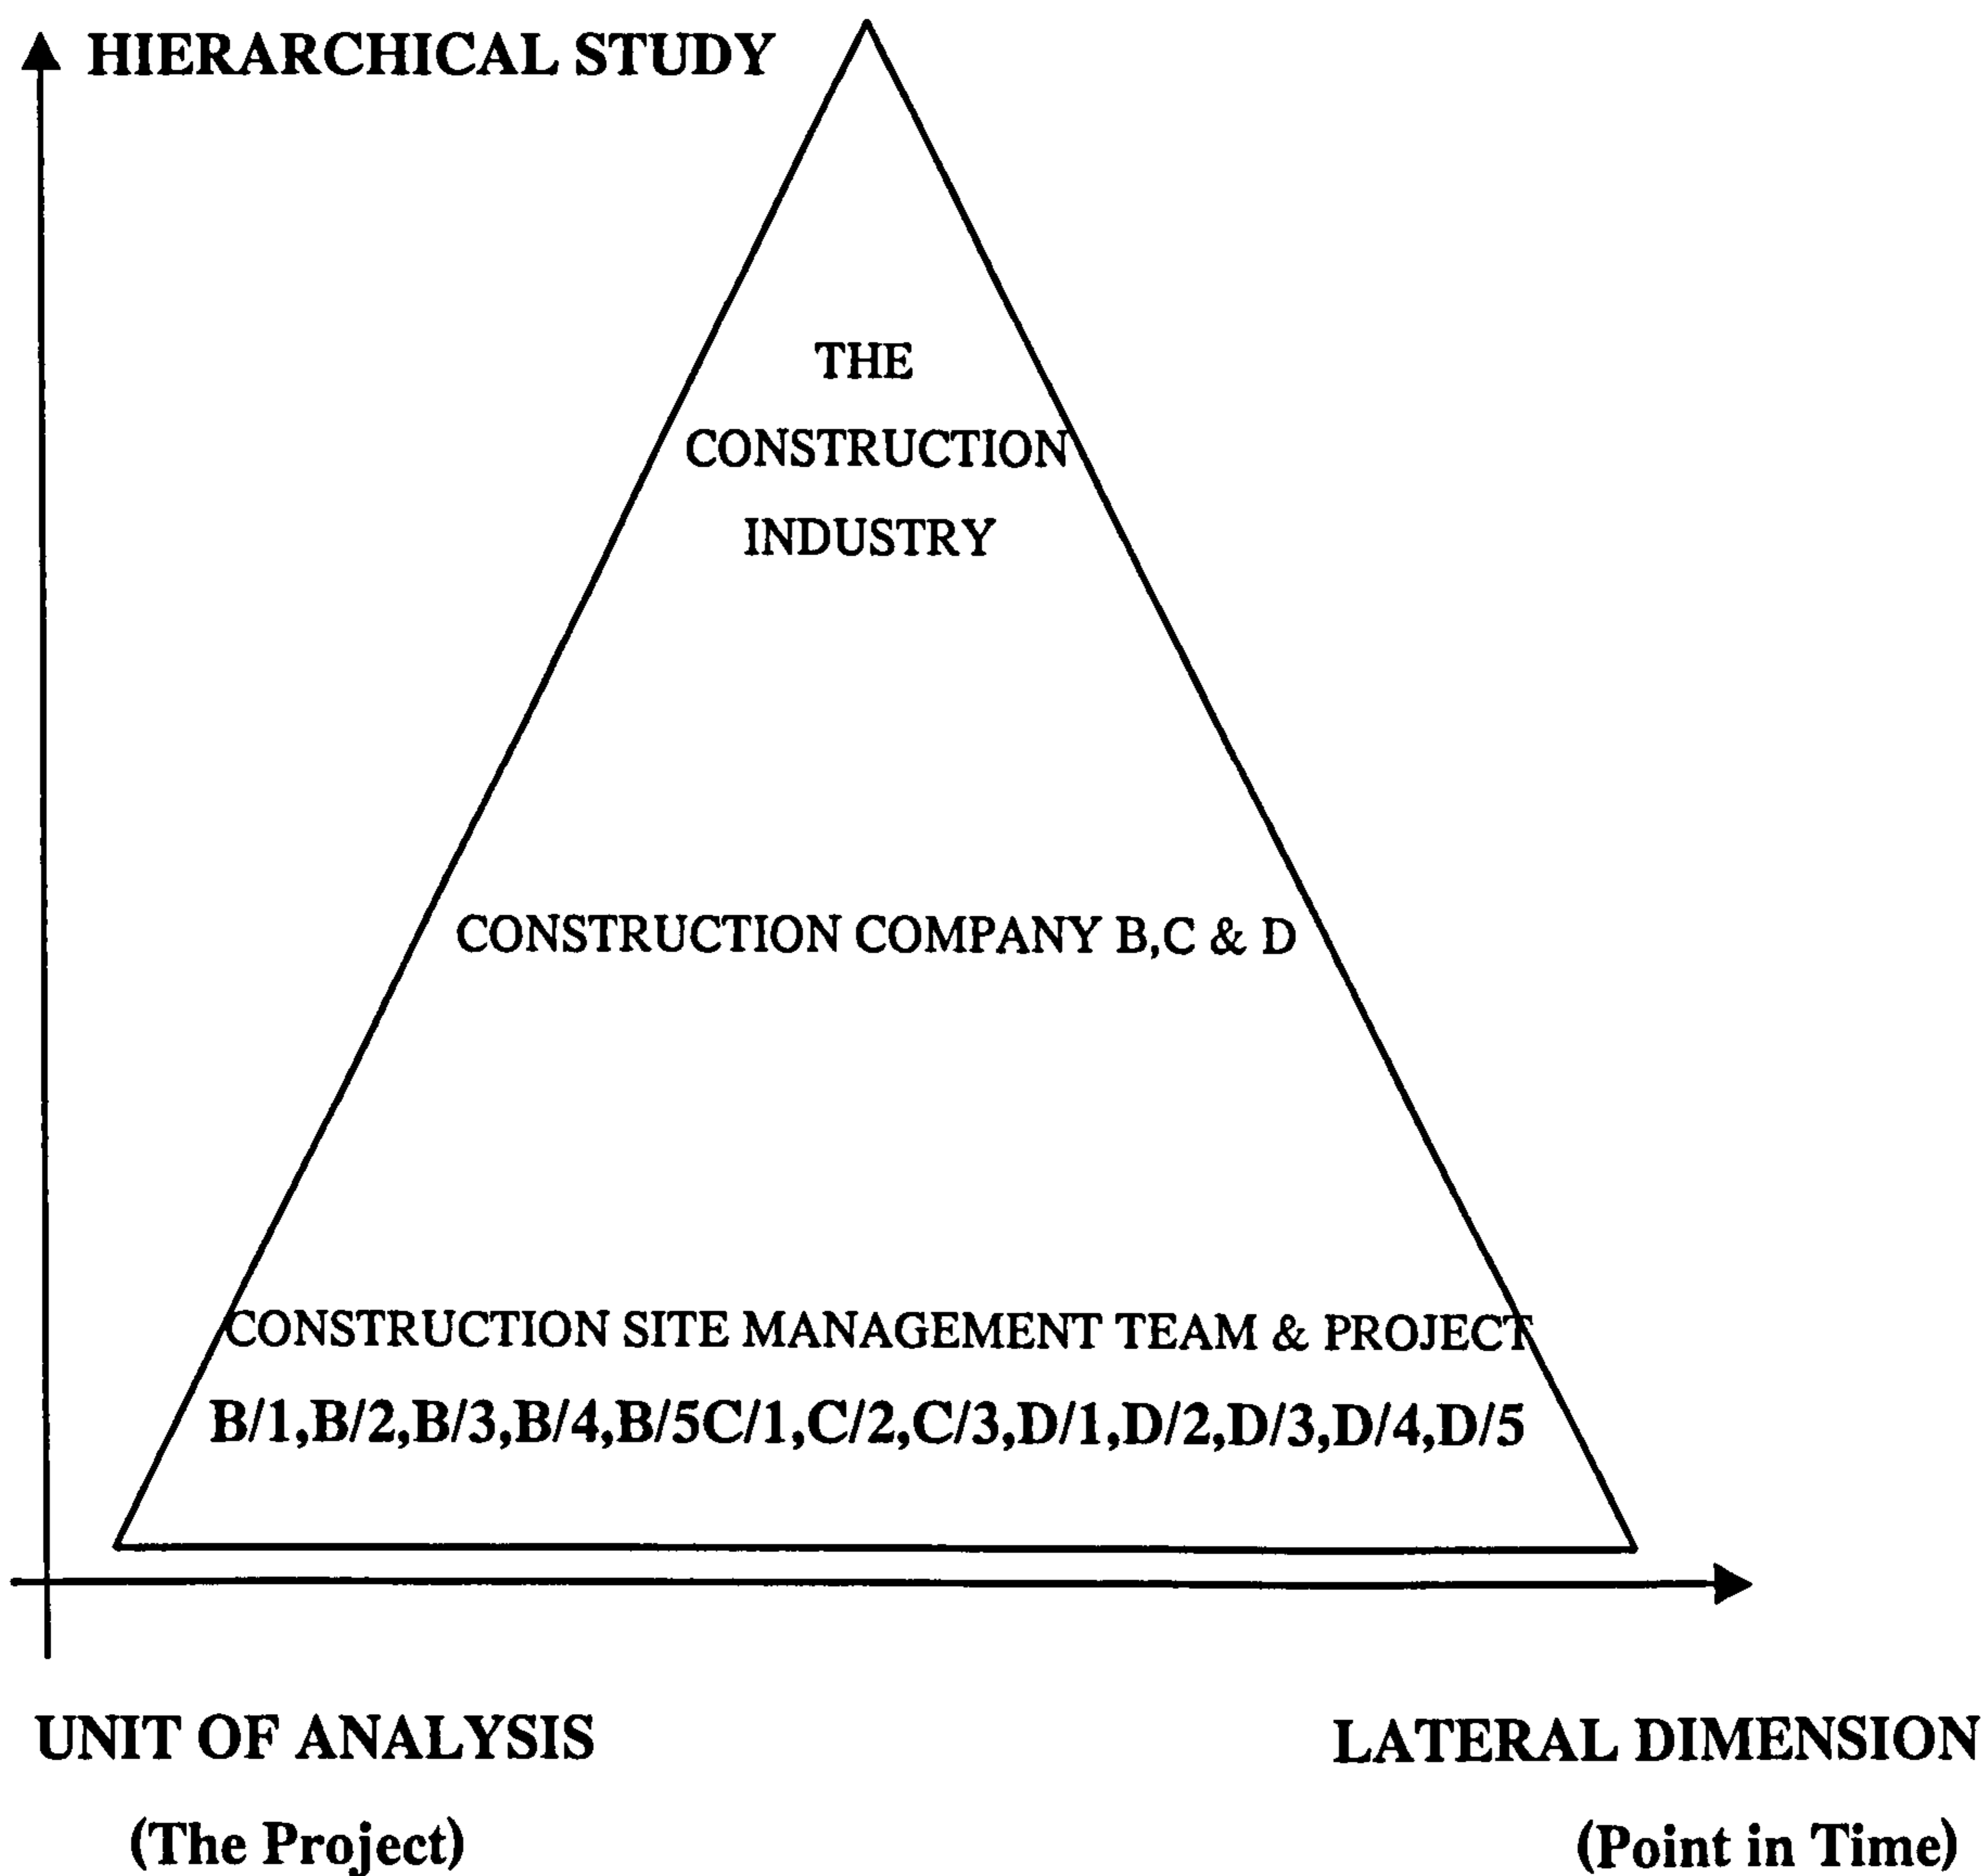 HIERARCHICAL STUDY
THE
CONSTRUCTION
INDUSTRY
CONSTRUCTION COMPANY B,C & D
CONSTRUCTION SITE MANAGEMENT TEAM & PROJECT
B/1,B/2,B/3,B/4,B/5C/1,C/2,C/3,D/1,D/2,D/3,D/4,D/5
UNIT OF ANALYSIS
(The Project)
LATERAL DIMENSION
(Point in Time)